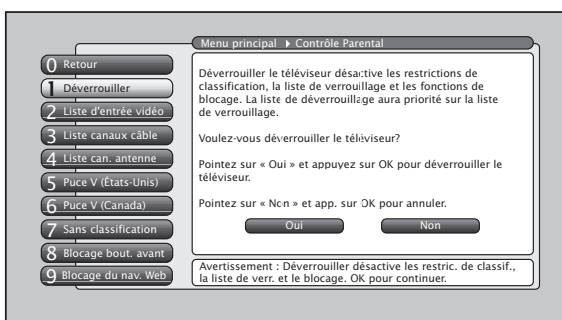 Menu principal ▶ Contrôle Parental
0 Retour
1 Déverrouiller
2 Liste d'entrée vidéo
3 Liste canaux câble
4 Liste can. antenne
5 Puce V (États-Unis)
6 Puce V (Canada)
7 Sans classification
8 Blocage bout. avant
9 Blocage du nav. Web
Déverrouiller le téléviseur désactive les restrictions de
classification, la liste de verrouillage et les fonctions de
blocage. La liste de déverrouillage aura priorité sur la liste
de verrouillage.
Voulez-vous déverrouiller le téléviseur?
Pointez sur « Oui » et appuyez sur OK pour déverrouiller le
téléviseur.
Pointez sur « Non » et app. sur OK pour annuler.
Oui Non
Avertissement : Déverrouiller désactive les restric. de classif.,
la liste de verr. et le blocage. OK pour continuer.